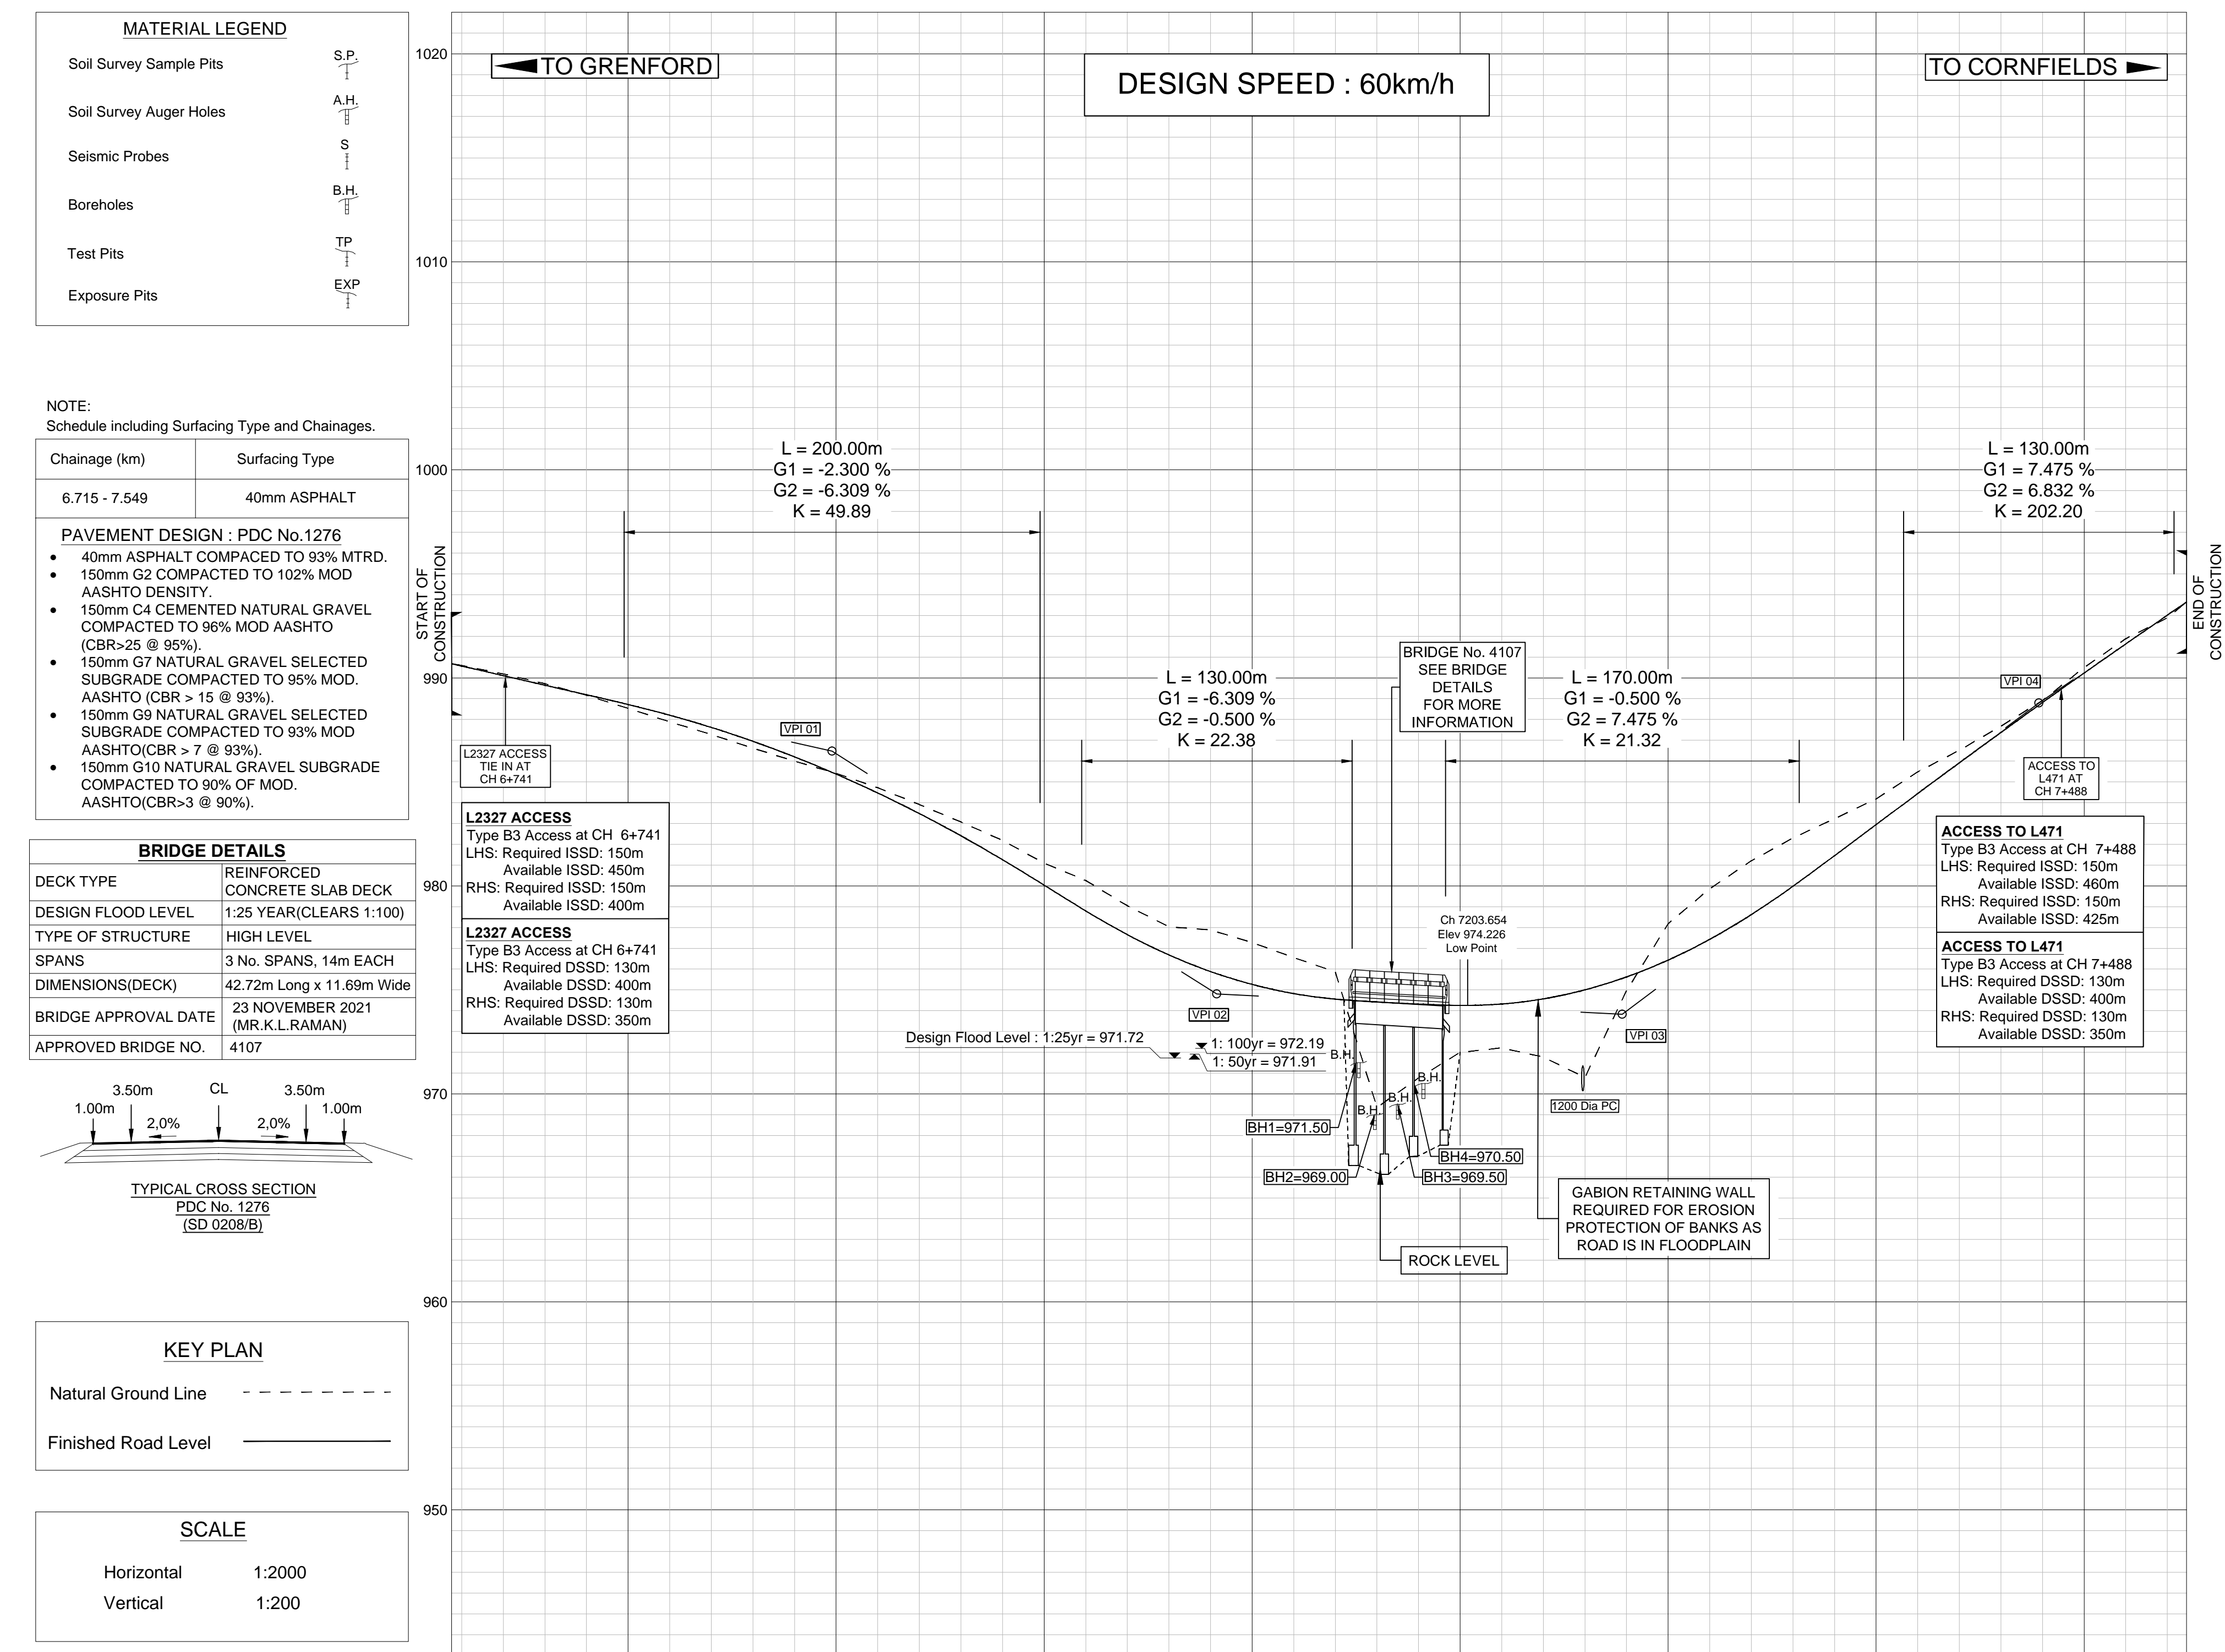 MATERIAL LEGEND
Soil Survey Sample Pits
S.P.
Soil Survey Auger Holes
A.H.
Seismic Probes
S
Boreholes
B.H.
Test Pits
TP
Exposure Pits
EXP
NOTE:
Schedule including Surfacing Type and Chainages.
Chainage (km) Surfacing Type
6.715 - 7.549 40mm ASPHALT
PAVEMENT DESIGN : PDC No.1276
• 40mm ASPHALT COMPACED TO 93% MTRD.
• 150mm G2 COMPACTED TO 102% MOD
AASHTO DENSITY.
• 150mm C4 CEMENTED NATURAL GRAVEL
COMPACTED TO 96% MOD AASHTO
(CBR>25 @ 95%).
• 150mm G7 NATURAL GRAVEL SELECTED
SUBGRADE COMPACTED TO 95% MOD.
AASHTO (CBR > 15 @ 93%).
• 150mm G9 NATURAL GRAVEL SELECTED
SUBGRADE COMPACTED TO 93% MOD
AASHTO(CBR > 7 @ 93%).
• 150mm G10 NATURAL GRAVEL SUBGRADE
COMPACTED TO 90% OF MOD.
AASHTO(CBR>3 @ 90%).
BRIDGE DETAILS
DECK TYPE REINFORCED
CONCRETE SLAB DECK
DESIGN FLOOD LEVEL 1:25 YEAR(CLEARS 1:100)
TYPE OF STRUCTURE HIGH LEVEL
SPANS 3 No. SPANS, 14m EACH
DIMENSIONS(DECK) 42.72m Long x 11.69m Wide
BRIDGE APPROVAL DATE 23 NOVEMBER 2021
(MR.K.L.RAMAN)
APPROVED BRIDGE NO. 4107
3.50m CL 3.50m
1.00m 1.00m
2,0% 2,0%
TYPICAL CROSS SECTION
PDC No. 1276
(SD 0208/B)
KEY PLAN
Natural Ground Line
Finished Road Level
SCALE
Horizontal 1:2000
Vertical 1:200
1020
1010
1000
990
980
970
960
950
START OF
CONSTRUCTION
TO GRENFORD
DESIGN SPEED : 60km/h
TO CORNFIELDS
L = 200.00m
G1 = -2.300 %
G2 = -6.309 %
K = 49.89
L = 130.00m
G1 = 7.475 %
G2 = 6.832 %
K = 202.20
END OF
CONSTRUCTION
L = 130.00m
G1 = -6.309 %
G2 = -0.500 %
K = 22.38
BRIDGE No. 4107
SEE BRIDGE
DETAILS
FOR MORE
INFORMATION
L = 170.00m
G1 = -0.500 %
G2 = 7.475 %
K = 21.32
VPI 01
VPI 04
L2327 ACCESS
TIE IN AT
CH 6+741
ACCESS TO
L471 AT
CH 7+488
L2327 ACCESS
Type B3 Access at CH 6+741
LHS: Required ISSD: 150m
Available ISSD: 450m
RHS: Required ISSD: 150m
Available ISSD: 400m
L2327 ACCESS
Type B3 Access at CH 6+741
LHS: Required DSSD: 130m
Available DSSD: 400m
RHS: Required DSSD: 130m
Available DSSD: 350m
ACCESS TO L471
Type B3 Access at CH 7+488
LHS: Required ISSD: 150m
Available ISSD: 460m
RHS: Required ISSD: 150m
Available ISSD: 425m
ACCESS TO L471
Type B3 Access at CH 7+488
LHS: Required DSSD: 130m
Available DSSD: 400m
RHS: Required DSSD: 130m
Available DSSD: 350m
Ch 7203.654
Elev 974.226
Low Point
VPI 02
VPI 03
Design Flood Level : 1:25yr = 971.72
1: 100yr = 972.19
1: 50yr = 971.91
B.H.
B.H.
B.H.
B.H.
1200 Dia PC
BH1=971.50
BH4=970.50
BH2=969.00
BH3=969.50
GABION RETAINING WALL
REQUIRED FOR EROSION
PROTECTION OF BANKS AS
ROAD IS IN FLOODPLAIN
ROCK LEVEL